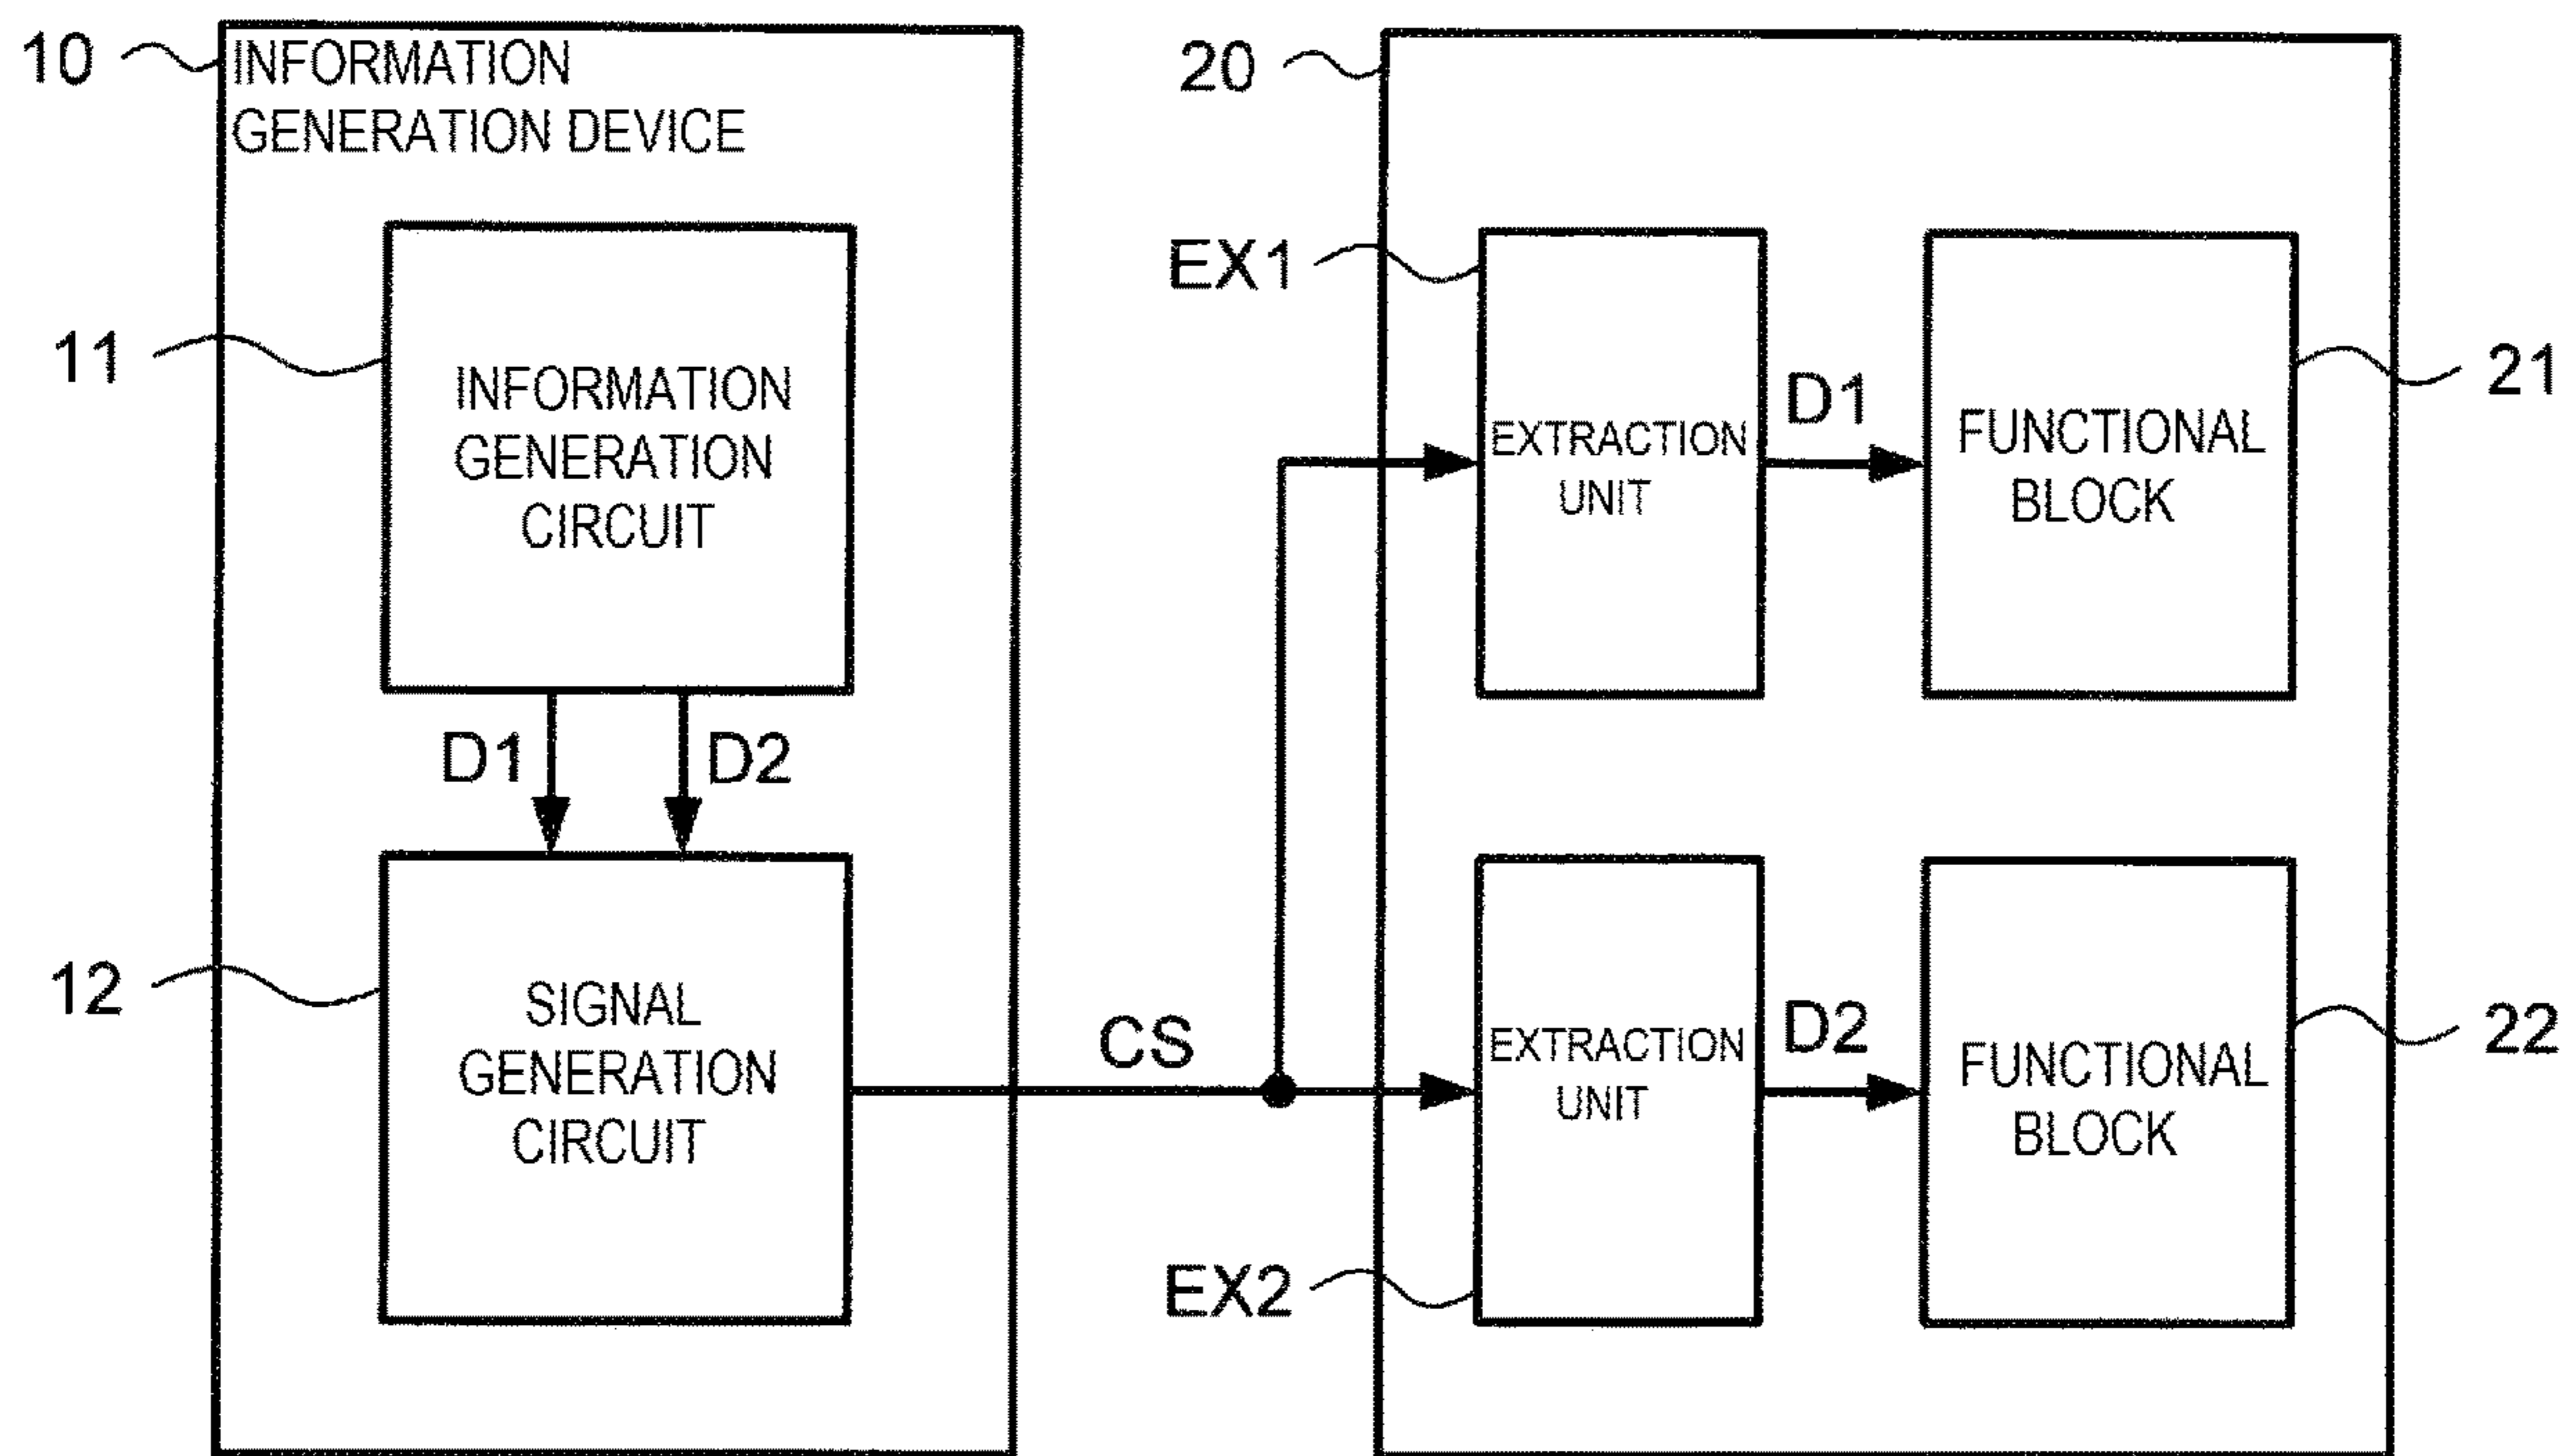 10
INFORMATION
GENERATION DEVICE
11
INFORMATION
GENERATION
CIRCUIT
D1
D2
12
SIGNAL
GENERATION
CIRCUIT
CS
20
EX1
EXTRACTION
UNIT
D1
FUNCTIONAL
BLOCK
21
EX2
EXTRACTION
UNIT
D2
FUNCTIONAL
BLOCK
22